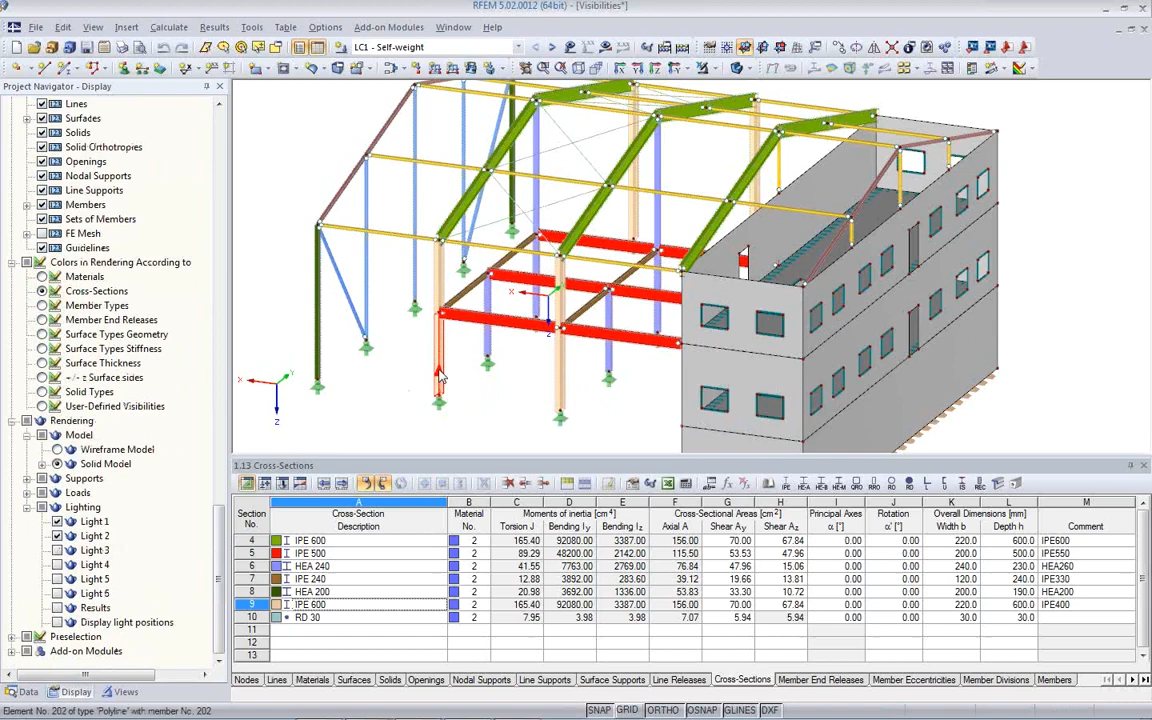 RFEM 5.02.0012 (64bit) - [Visibilities*]
File Edit View Insert Calculate Results Tools Table Options Add-on Modules Window Help
LC1 - Self-weight
Project Navigator - Display
Lines
Surfaces
Solids
Solid Orthotropies
Openings
Nodal Supports
Line Supports
Members
Sets of Members
FE Mesh
Guidelines
Colors in Rendering According to
Materials
Cross-Sections
Member Types
Member End Releases
Surface Types Geometry
Surface Types Stiffness
Surface Thickness
+/- z Surface sides
Solid Types
User-Defined Visibilities
Rendering
Model
Wireframe Model
Solid Model
Supports
Loads
Lighting
Light 1
Light 2
Light 3
Light 4
Light 5
Light 6
Results
Display light positions
Preselection
Add-on Modules
Data Display Views
X Y Z
X Z
1.13 Cross-Sections
A B C D E F G H I J K L M
Section Cross-Section Material Moments of inertia [cm⁴] Cross-Sectional Areas [cm²] Principal Axes Rotation Overall Dimensions [mm]
No. Description No. Torsion J Bending Iy Bending Iz Axial A Shear Ay Shear Az α [°] α' [°] Width b Depth h Comment
4 IPE 600 2 165.40 92080.00 3387.00 156.00 70.00 67.84 0.00 0.00 220.0 600.0 IPE600
5 IPE 500 2 89.29 48200.00 2142.00 115.50 53.53 47.96 0.00 0.00 200.0 500.0 IPE550
6 HEA 240 2 41.55 7763.00 2769.00 76.84 47.96 15.06 0.00 0.00 240.0 230.0 HEA260
7 IPE 240 2 12.88 3892.00 283.60 39.12 19.66 13.81 0.00 0.00 120.0 240.0 IPE330
8 HEA 200 2 20.98 3692.00 1336.00 53.83 33.30 10.72 0.00 0.00 200.0 190.0 HEA200
9 IPE 600 2 165.40 92080.00 3387.00 156.00 70.00 67.84 0.00 0.00 220.0 600.0 IPE400
10 RD 30 2 7.95 3.98 3.98 7.07 5.94 5.94 0.00 0.00 30.0 30.0
11
12
13
Nodes Lines Materials Surfaces Solids Openings Nodal Supports Line Supports Surface Supports Line Releases Cross-Sections Member End Releases Member Eccentricities Member Divisions Members
Element No. 202 of type "Polyline" with member No. 202
SNAP GRID ORTHO OSNAP GLINES DXF